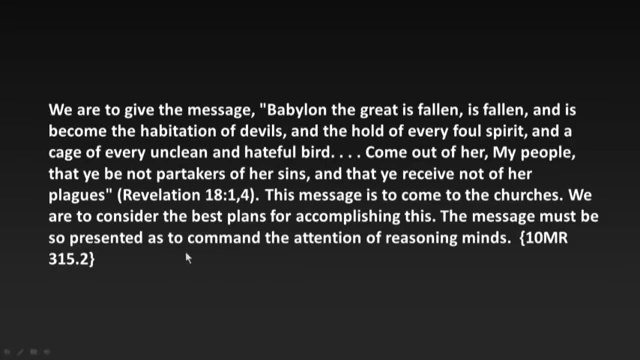 We are to give the message, "Babylon the great is fallen, is fallen, and is
become the habitation of devils, and the hold of every foul spirit, and a
cage of every unclean and hateful bird. . . . Come out of her, My people,
that ye be not partakers of her sins, and that ye receive not of her
plagues" (Revelation 18:1,4). This message is to come to the churches. We
are to consider the best plans for accomplishing this. The message must be
so presented as to command the attention of reasoning minds. {10MR
315.2}